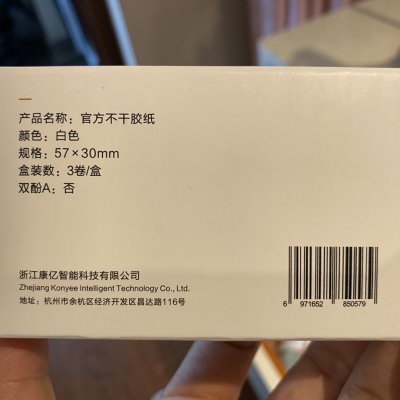 产品名称：官方不干胶纸
颜色：白色
规格：57×30mm
盒装数：3卷/盒
双酚A：否
浙江康亿智能科技有限公司
Zhejiang Konyee Intelligent Technology Co., Ltd.
地址：杭州市余杭区经济开发区昌达路116号
6 971652 850579